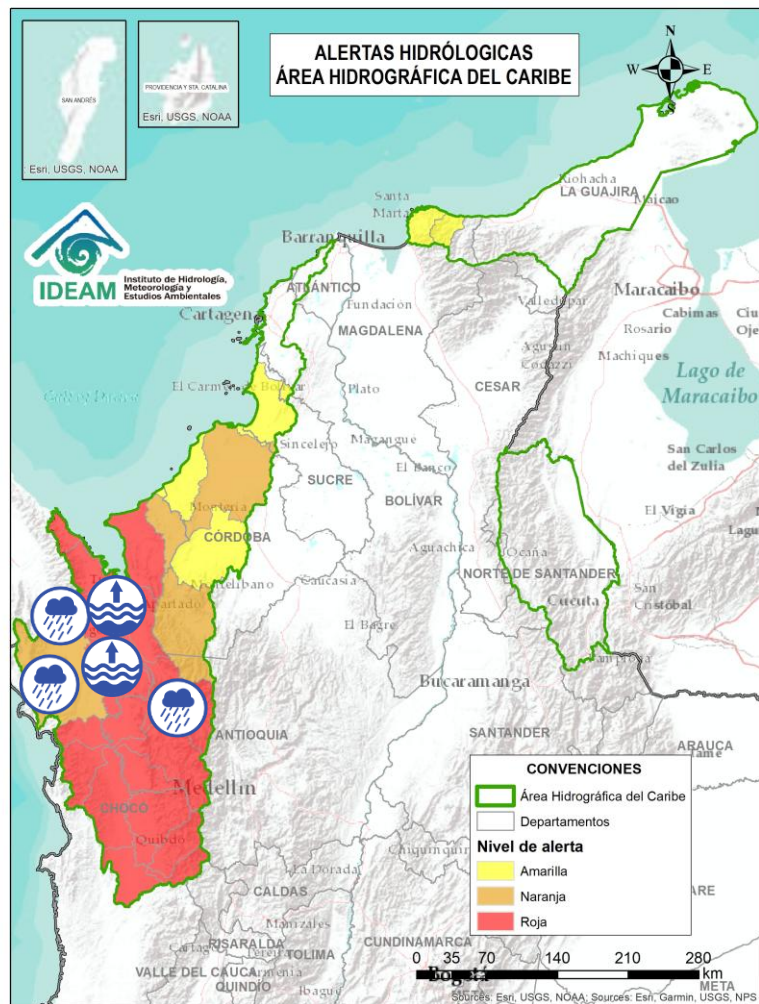 ALERTAS HIDRÓLOGICAS
ÁREA HIDROGRÁFICA DEL CARIBE
SAN ANDRÉS
PROVIDENCIA Y STA. CATALINA
Esri, USGS, NOAA
Esri, USGS, NOAA
N
W
E
S
IDEAM
Instituto de Hidrología,
Meteorología y
Estudios Ambientales
Riohacha
LA GUAJIRA
Maicao
Santa
Marta
Barranquilla
ATLÁNTICO
Fundación
Cartagena
MAGDALENA
Valledupar
Maracaibo
Cabimas
Rosario
Agustín
Codazzi
Machiques
CESAR
El Carmen de Bolívar
Plato
Lago de
Maracaibo
Sincelejo
Magangue
El Banco
SUCRE
BOLÍVAR
San Carlos
del Zulia
Montería
CÓRDOBA
El Vigía
Aguachica
Ocaña
Montelíbano
Caucasia
NORTE DE SANTANDER
San
Cristóbal
Cucuta
Apartado
El Bagre
Pamplona
Bucaramanga
ANTIOQUIA
SANTANDER
ARAUCA
Medellín
CHOCÓ
Quibdó
La Dorada
CALDAS
Manizales
RISARALDA
TOLIMA
CUNDINAMARCA
VALLE DEL CAUCA
Armenia
QUINDÍO
Ibagué
Bogotá
META
CONVENCIONES
Área Hidrográfica del Caribe
Departamentos
Nivel de alerta
Amarilla
Naranja
Roja
0 35 70 140 210 280
km
Sources: Esri, USGS, NOAA; Sources: Esri, Garmin, USGS, NPS